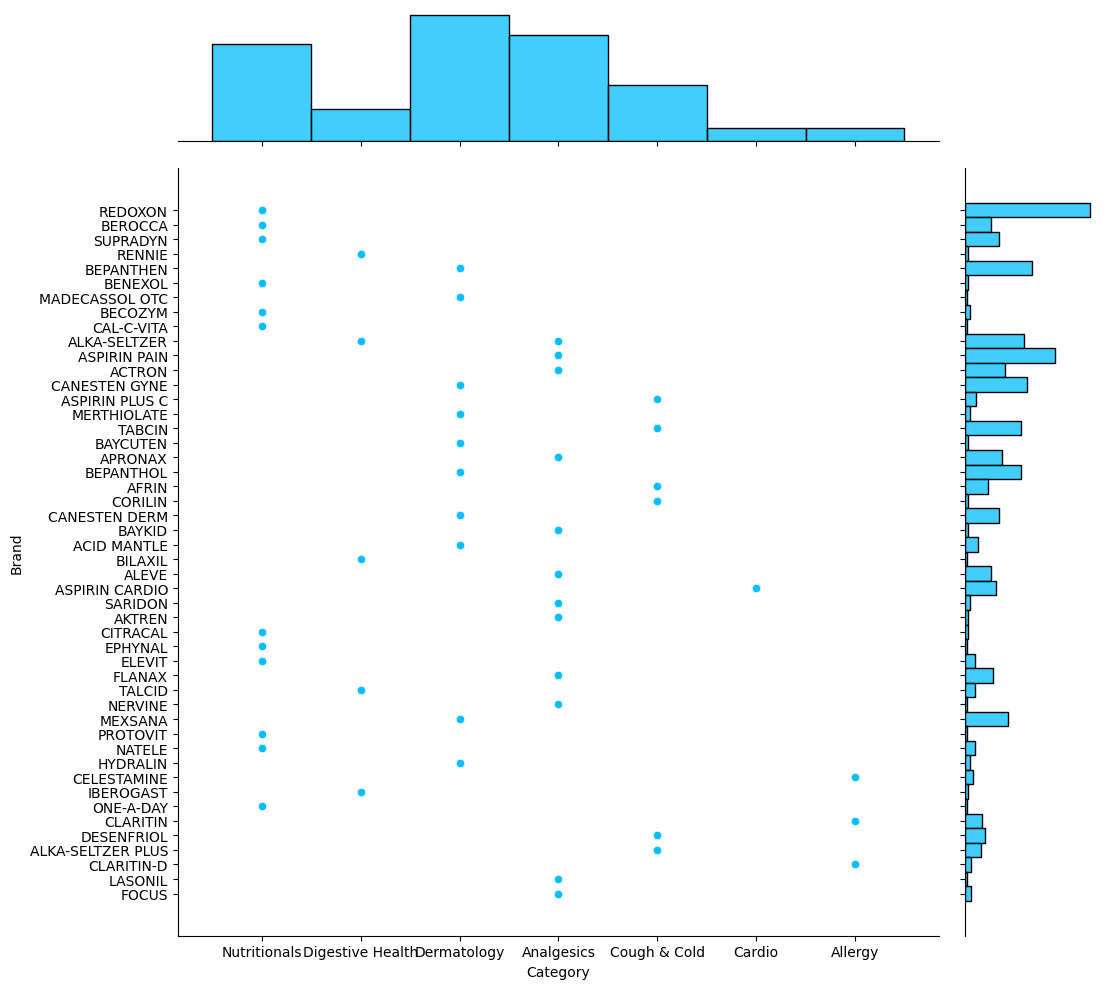 REDOXON
BEROCCA
SUPRADYN
RENNIE
BEPANTHEN
BENEXOL
MADECASSOL OTC
BECOZYM
CAL-C-VITA
ALKA-SELTZER
ASPIRIN PAIN
ACTRON
CANESTEN GYNE
ASPIRIN PLUS C
MERTHIOLATE
TABCIN
BAYCUTEN
APRONAX
BEPANTHOL
AFRIN
CORILIN
CANESTEN DERM
BAYKID
ACID MANTLE
BILAXIL
ALEVE
ASPIRIN CARDIO
SARIDON
AKTREN
CITRACAL
EPHYNAL
ELEVIT
FLANAX
TALCID
NERVINE
MEXSANA
PROTOVIT
NATELE
HYDRALIN
CELESTAMINE
IBEROGAST
ONE-A-DAY
CLARITIN
DESENFRIOL
ALKA-SELTZER PLUS
CLARITIN-D
LASONIL
FOCUS
Brand
Nutritionals Digestive Health Dermatology Analgesics Cough & Cold Cardio Allergy
Category